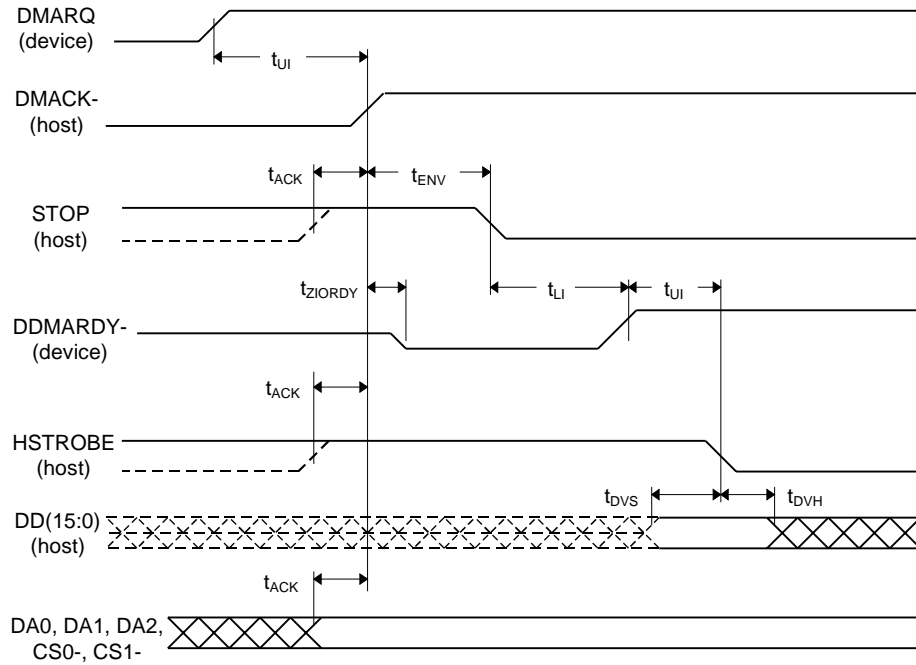 DMARQ
(device)
tUI
DMACK-
(host)
tACK
tENV
STOP
(host)
tZIORDY
tLI
tUI
DDMARDY-
(device)
tACK
HSTROBE
(host)
tDVS
tDVH
DD(15:0)
(host)
tACK
DA0, DA1, DA2,
CS0-, CS1-